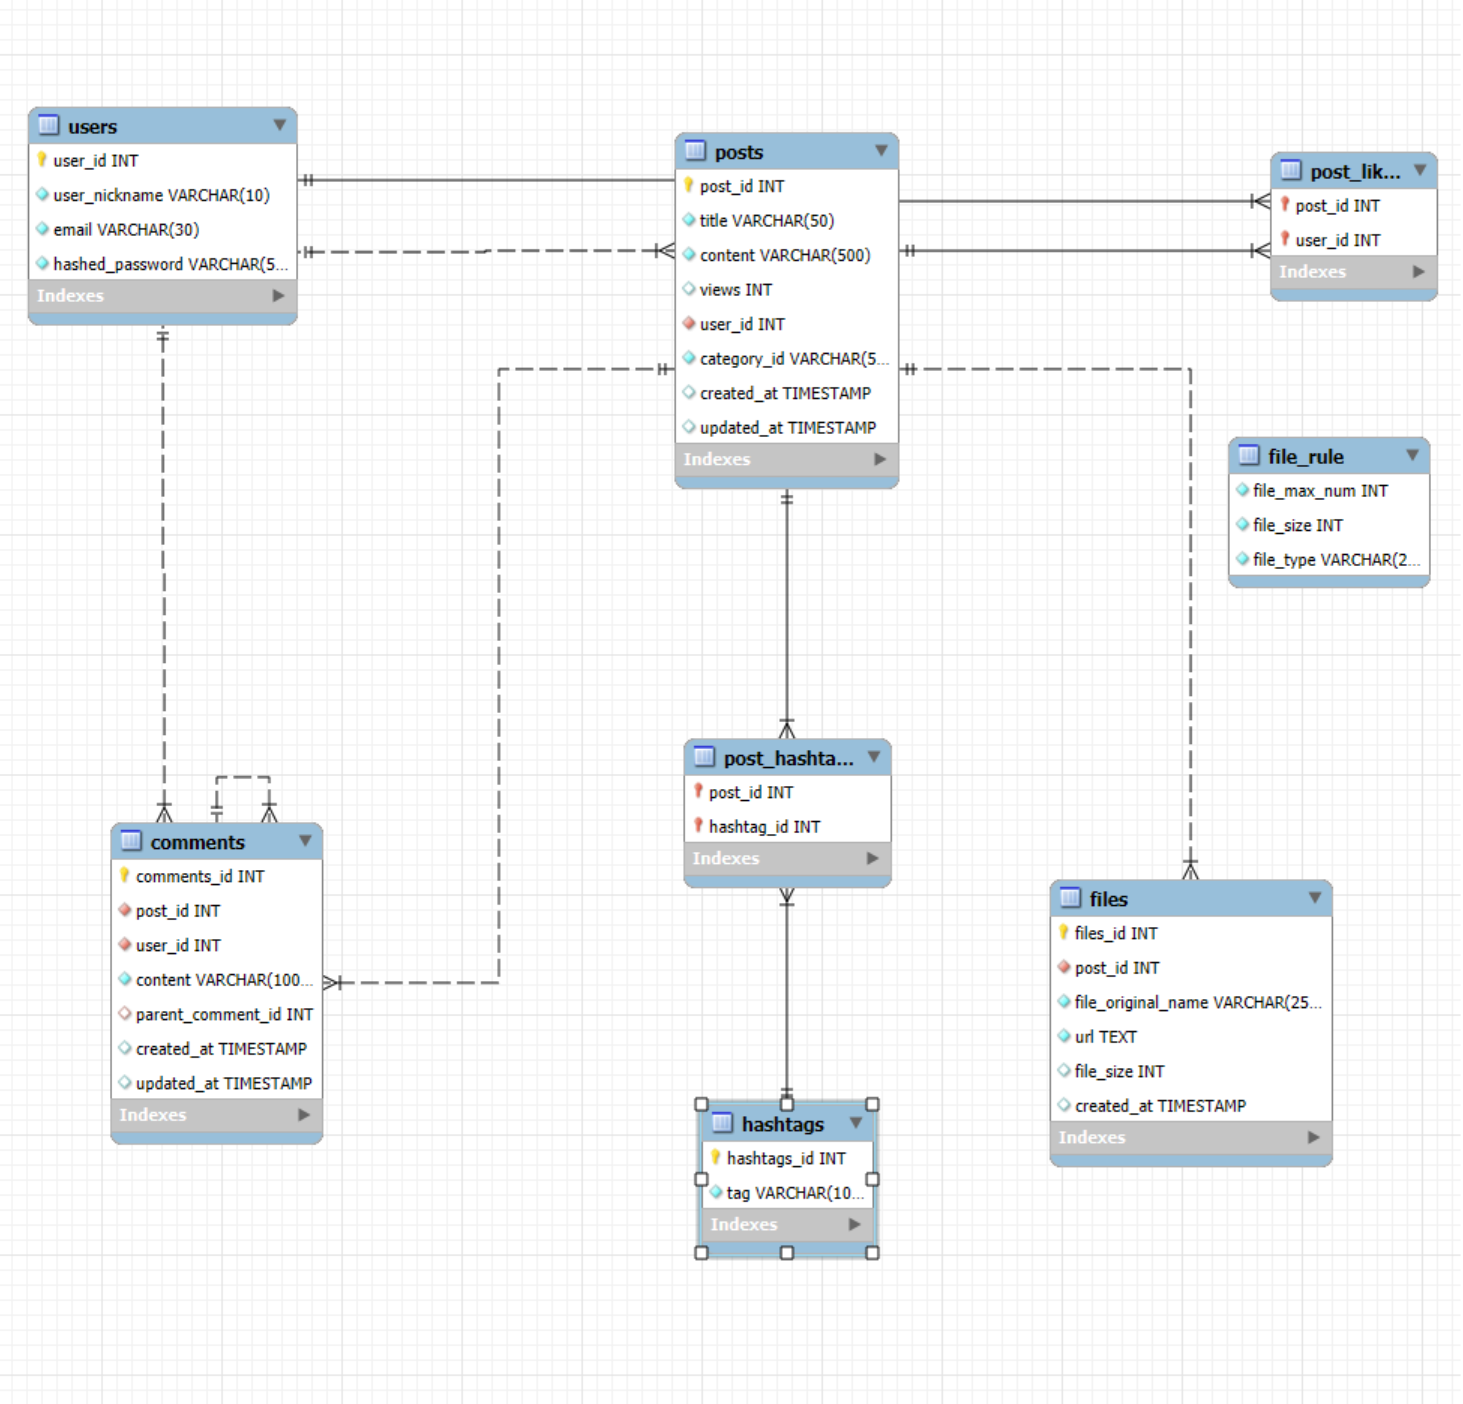 users
user_id INT
user_nickname VARCHAR(10)
email VARCHAR(30)
hashed_password VARCHAR(5...
Indexes
posts
post_id INT
title VARCHAR(50)
content VARCHAR(500)
views INT
user_id INT
category_id VARCHAR(5...
created_at TIMESTAMP
updated_at TIMESTAMP
Indexes
post_lik...
post_id INT
user_id INT
Indexes
file_rule
file_max_num INT
file_size INT
file_type VARCHAR(2...
comments
comments_id INT
post_id INT
user_id INT
content VARCHAR(100...
parent_comment_id INT
created_at TIMESTAMP
updated_at TIMESTAMP
Indexes
post_hashta...
post_id INT
hashtag_id INT
Indexes
files
files_id INT
post_id INT
file_original_name VARCHAR(25...
url TEXT
file_size INT
created_at TIMESTAMP
Indexes
hashtags
hashtags_id INT
tag VARCHAR(10...
Indexes